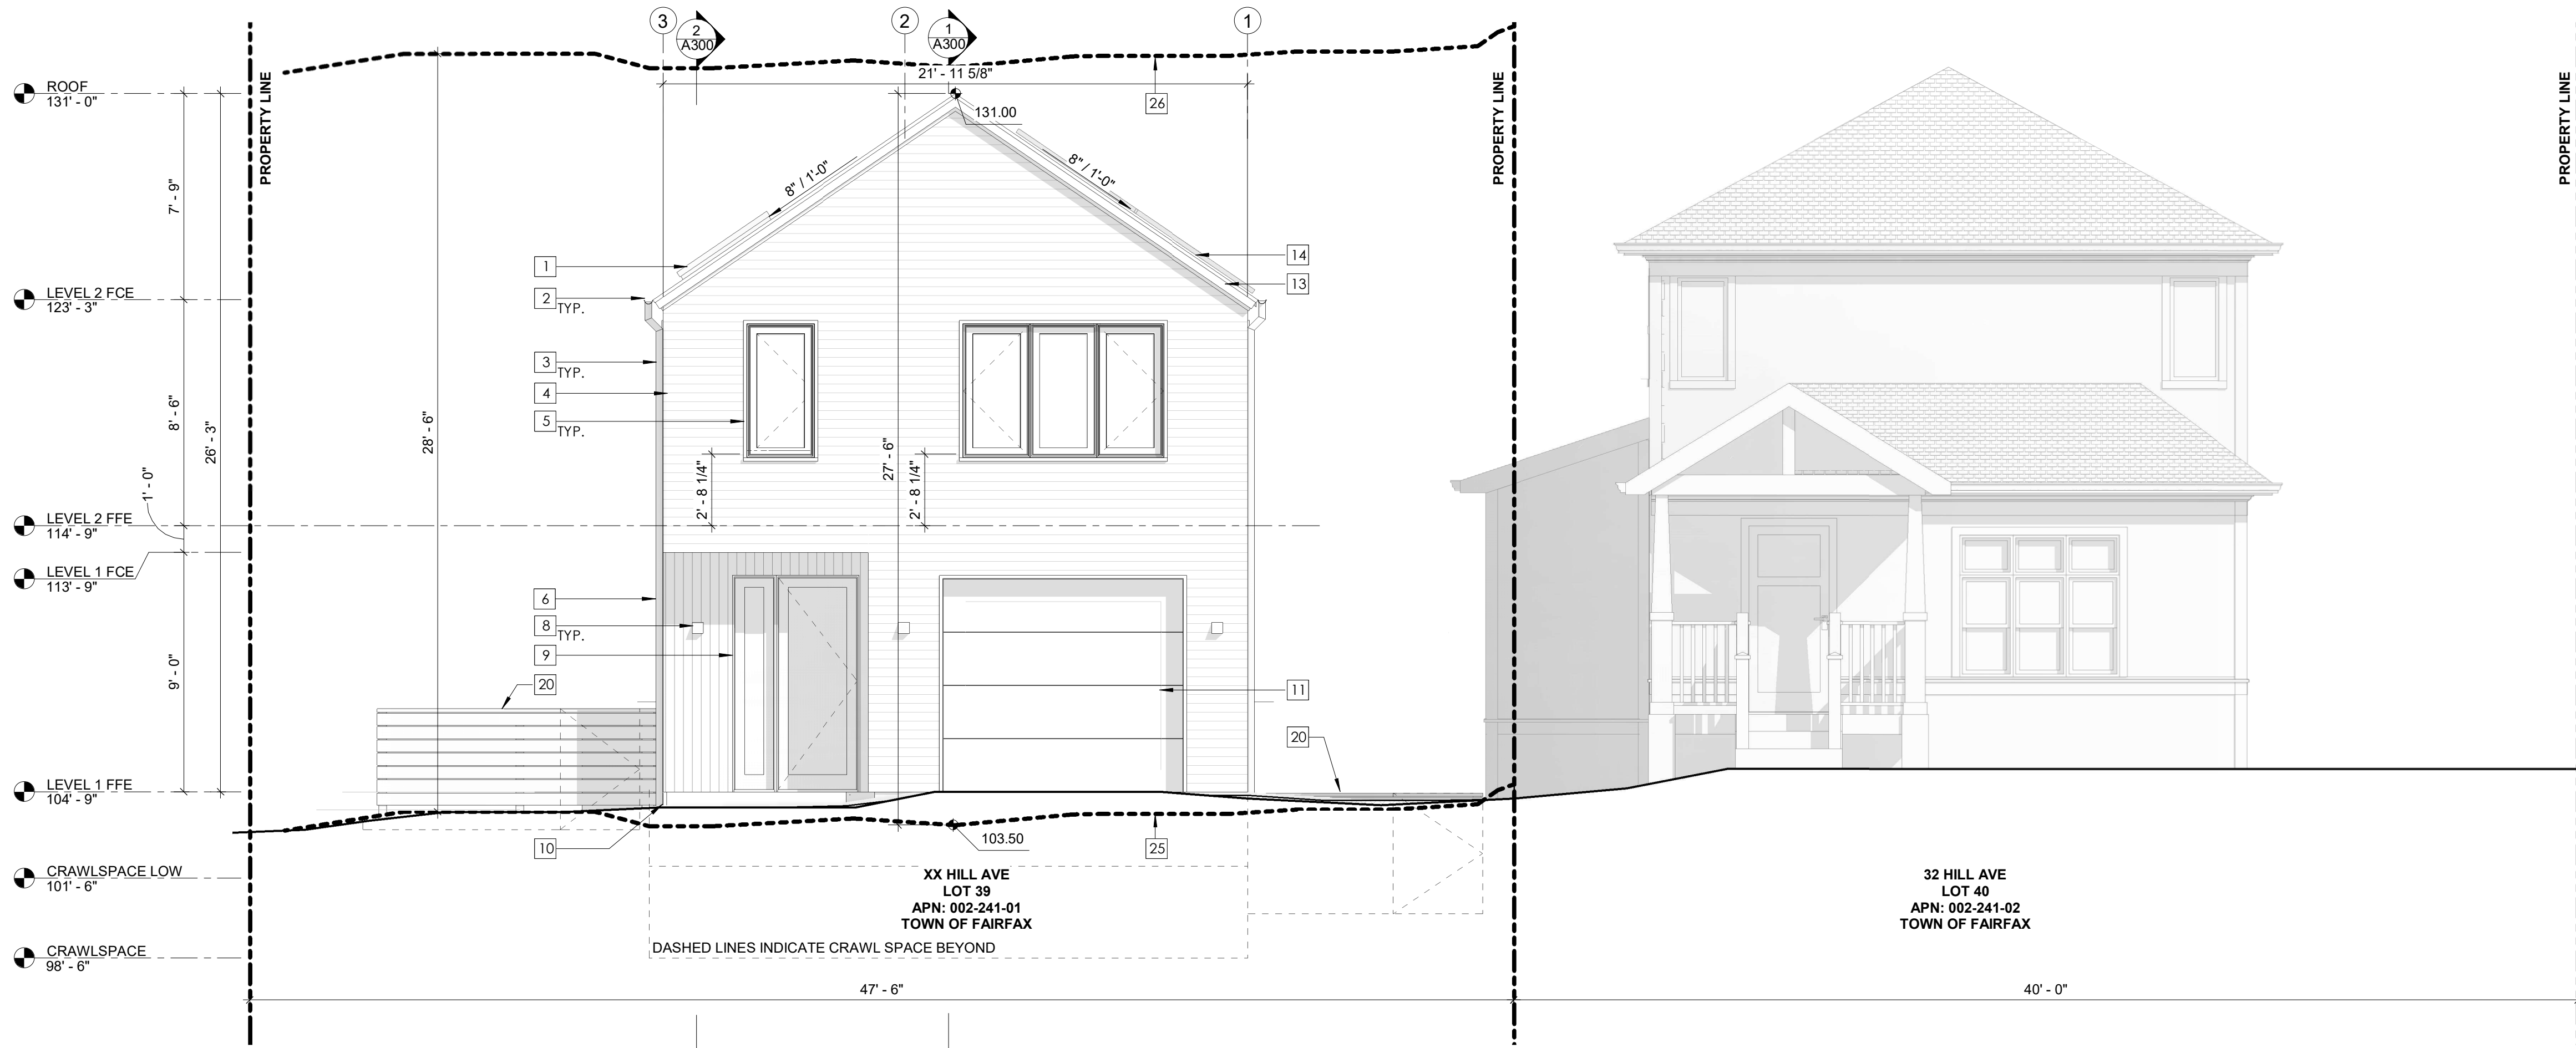 3
2
A300
2
1
A300
1
21' - 11 5/8"
ROOF
131' - 0"
PROPERTY LINE
PROPERTY LINE
PROPERTY LINE
26
131.00
7' - 9"
8" / 1'-0"
8" / 1'-0"
1
14
2
TYP.
13
LEVEL 2 FCE
123' - 3"
3
TYP.
4
5
TYP.
8' - 6"
26' - 3"
28' - 6"
27' - 6"
2' - 8 1/4"
2' - 8 1/4"
1' - 0"
LEVEL 2 FFE
114' - 9"
LEVEL 1 FCE
113' - 9"
6
8
TYP.
9
9' - 0"
20
11
20
LEVEL 1 FFE
104' - 9"
10
103.50
25
CRAWLSPACE LOW
101' - 6"
XX HILL AVE
LOT 39
APN: 002-241-01
TOWN OF FAIRFAX
32 HILL AVE
LOT 40
APN: 002-241-02
TOWN OF FAIRFAX
DASHED LINES INDICATE CRAWL SPACE BEYOND
CRAWLSPACE
98' - 6"
47' - 6"
40' - 0"